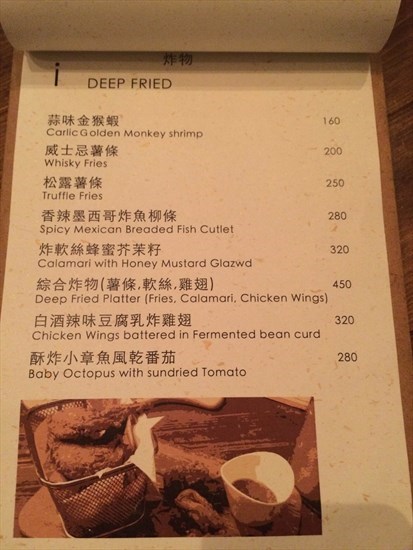 炸物
i DEEP FRIED
蒜味金猴蝦 160
Carlic Golden Monkey shrimp
威士忌薯條 200
Whisky Fries
松露薯條 250
Truffle Fries
香辣墨西哥炸魚柳條 280
Spicy Mexican Breaded Fish Cutlet
炸軟絲蜂蜜芥茉籽 320
Calamari with Honey Mustard Glazwd
綜合炸物(薯條,軟絲,雞翅) 450
Deep Fried Platter (Fries, Calamari, Chicken Wings)
白酒辣味豆腐乳炸雞翅 320
Chicken Wings battered in Fermented bean curd
酥炸小章魚風乾番茄 280
Baby Octopus with sundried Tomato